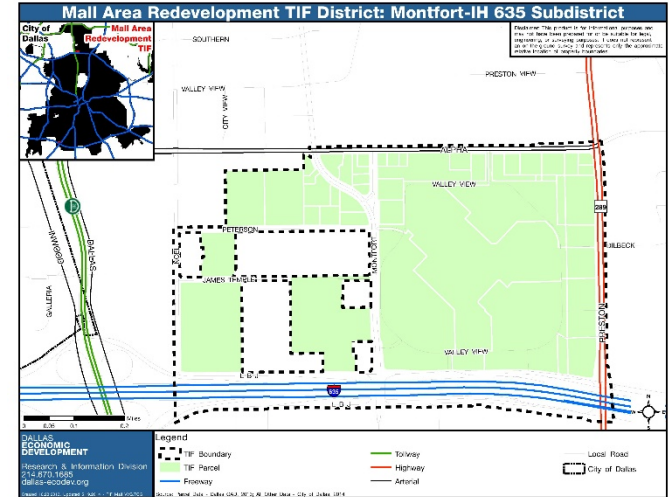 Mall Area Redevelopment TIF District: Montfort-IH 635 Subdistrict
City of
Dallas
Mall Area
Redevelopment
TIF
SOUTHERN
PRESTON VIEW
VALLEY VIEW
CITY VIEW
ALPHA
VALLEY VIEW
289
PETERSON
NOEL
MONTFORT
DILBECK
INWOOD
DALLAS
JAMES TEMPLE
GALLERIA
PRESTON
VALLEY VIEW
L B J
635
L B J
Miles
DALLAS
ECONOMIC
DEVELOPMENT
Research & Information Division
214.670.1685
dallas-ecodev.org
Legend
TIF Boundary
TIF Parcel
Freeway
Tollway
Highway
Arterial
Local Road
City of Dallas